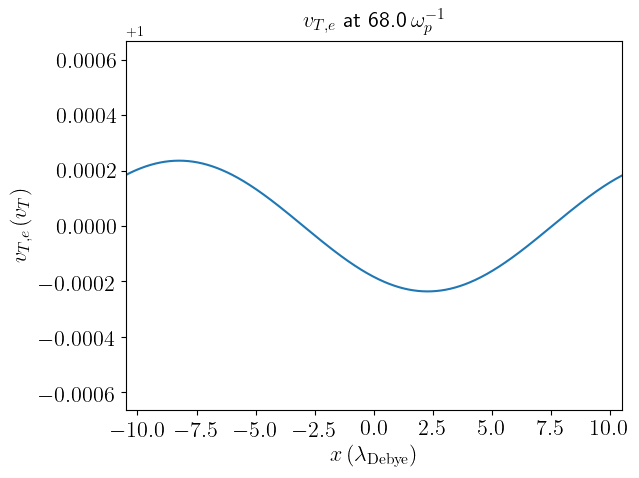 v_{T,e} at 68.0 ω_p^{-1}
+1
0.0006
0.0004
0.0002
0.0000
−0.0002
−0.0004
−0.0006
v_{T,e} (v_T)
−10.0 −7.5 −5.0 −2.5 0.0 2.5 5.0 7.5 10.0
x (λ_{Debye})